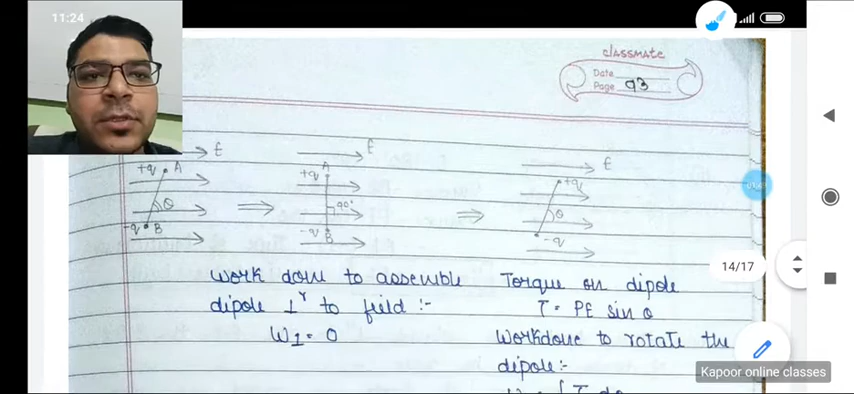 11:24
classmate
Date
Page 93
E
E
E
+q A
+q A
+q
θ
90°
θ
-q B
-q B
-q
Work done to assemble
dipole ⊥r to field :-
W1 = 0
Torque on dipole
τ = PE sin θ
Workdone to rotate the
dipole:-
14/17
Kapoor online classes